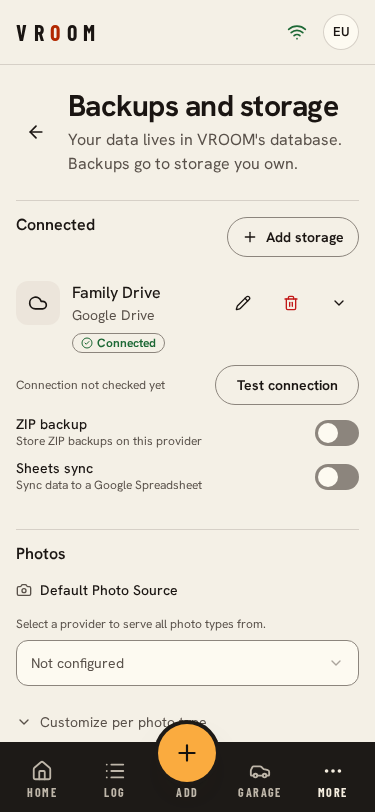 VROOM
EU
Backups and storage
Your data lives in VROOM's database.
Backups go to storage you own.
Connected
Add storage
Family Drive
Google Drive
Connected
Connection not checked yet
Test connection
ZIP backup
Store ZIP backups on this provider
Sheets sync
Sync data to a Google Spreadsheet
Photos
Default Photo Source
Select a provider to serve all photo types from.
Not configured
Customize per photo type
HOME
LOG
ADD
GARAGE
MORE